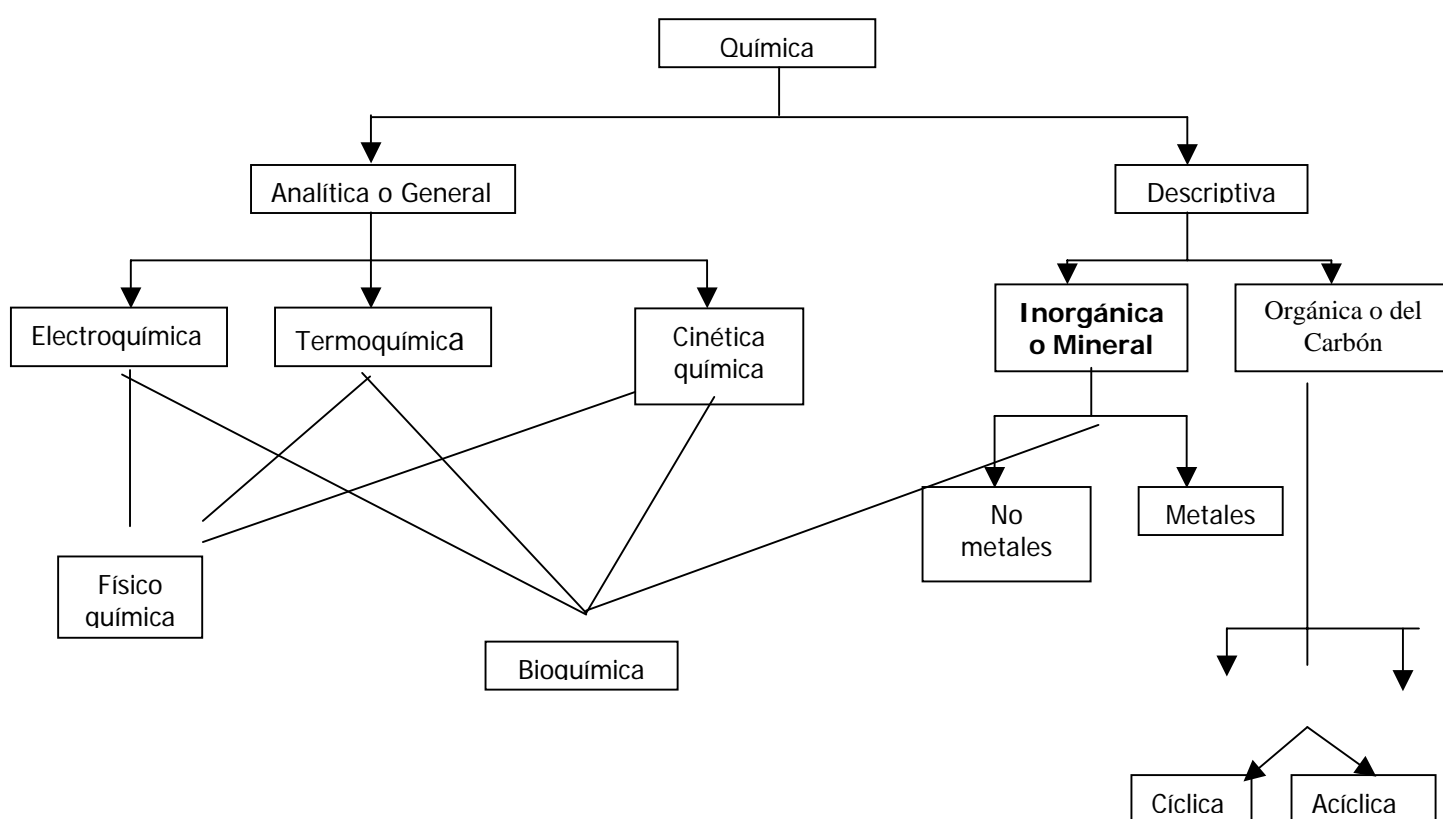 Química
Analítica o General
Descriptiva
Electroquímica
Termoquímica
Cinética
química
Inorgánica
o Mineral
Orgánica o del
Carbón
No
metales
Metales
Físico
química
Bioquímica
Cíclica
Acíclica